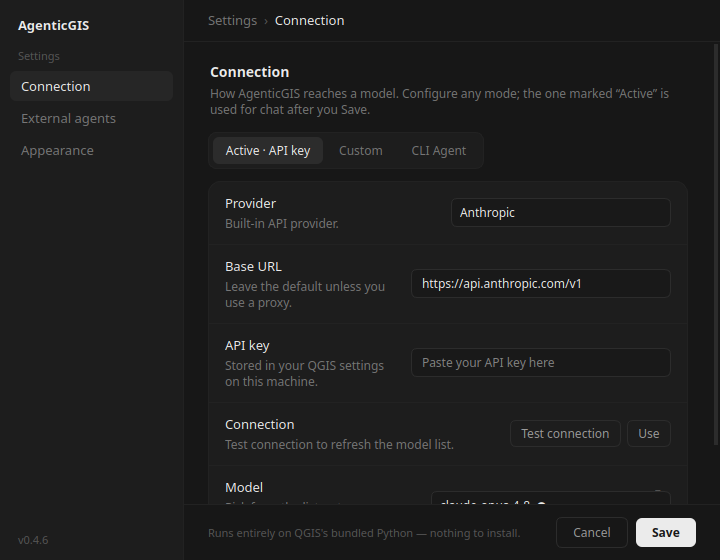 AgenticGIS
Settings
Connection
External agents
Appearance
v0.4.6
Settings › Connection
Connection
How AgenticGIS reaches a model. Configure any mode; the one marked “Active” is
used for chat after you Save.
Active · API key
Custom
CLI Agent
Provider
Built-in API provider.
Anthropic
Base URL
Leave the default unless you
use a proxy.
https://api.anthropic.com/v1
API key
Stored in your QGIS settings
on this machine.
Paste your API key here
Connection
Test connection to refresh the model list.
Test connection
Use
Model
Runs entirely on QGIS's bundled Python — nothing to install.
Cancel
Save